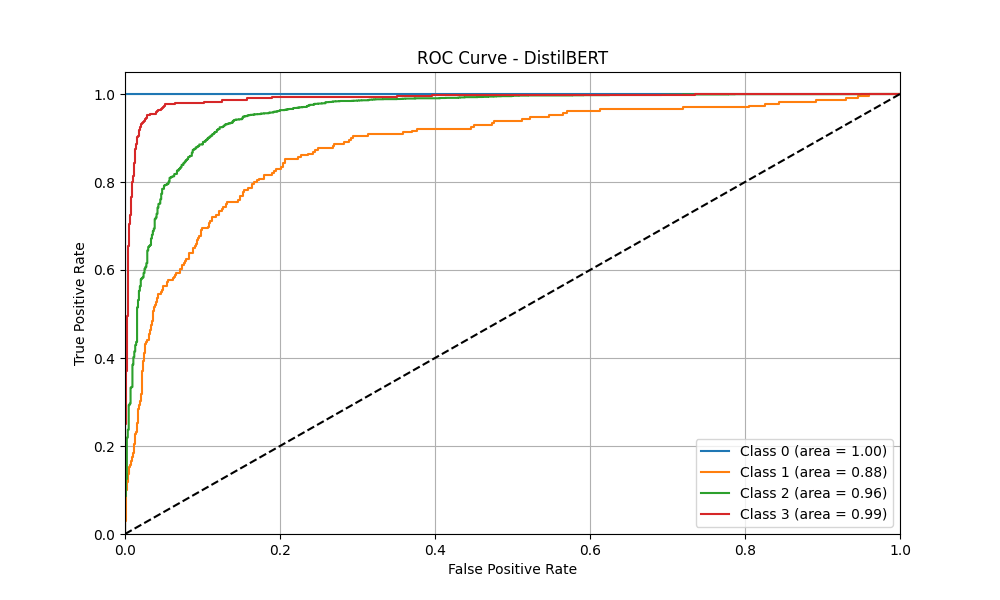 ROC Curve - DistilBERT
True Positive Rate
1.0
0.8
0.6
0.4
0.2
0.0
0.0 0.2 0.4 0.6 0.8 1.0
False Positive Rate
Class 0 (area = 1.00)
Class 1 (area = 0.88)
Class 2 (area = 0.96)
Class 3 (area = 0.99)